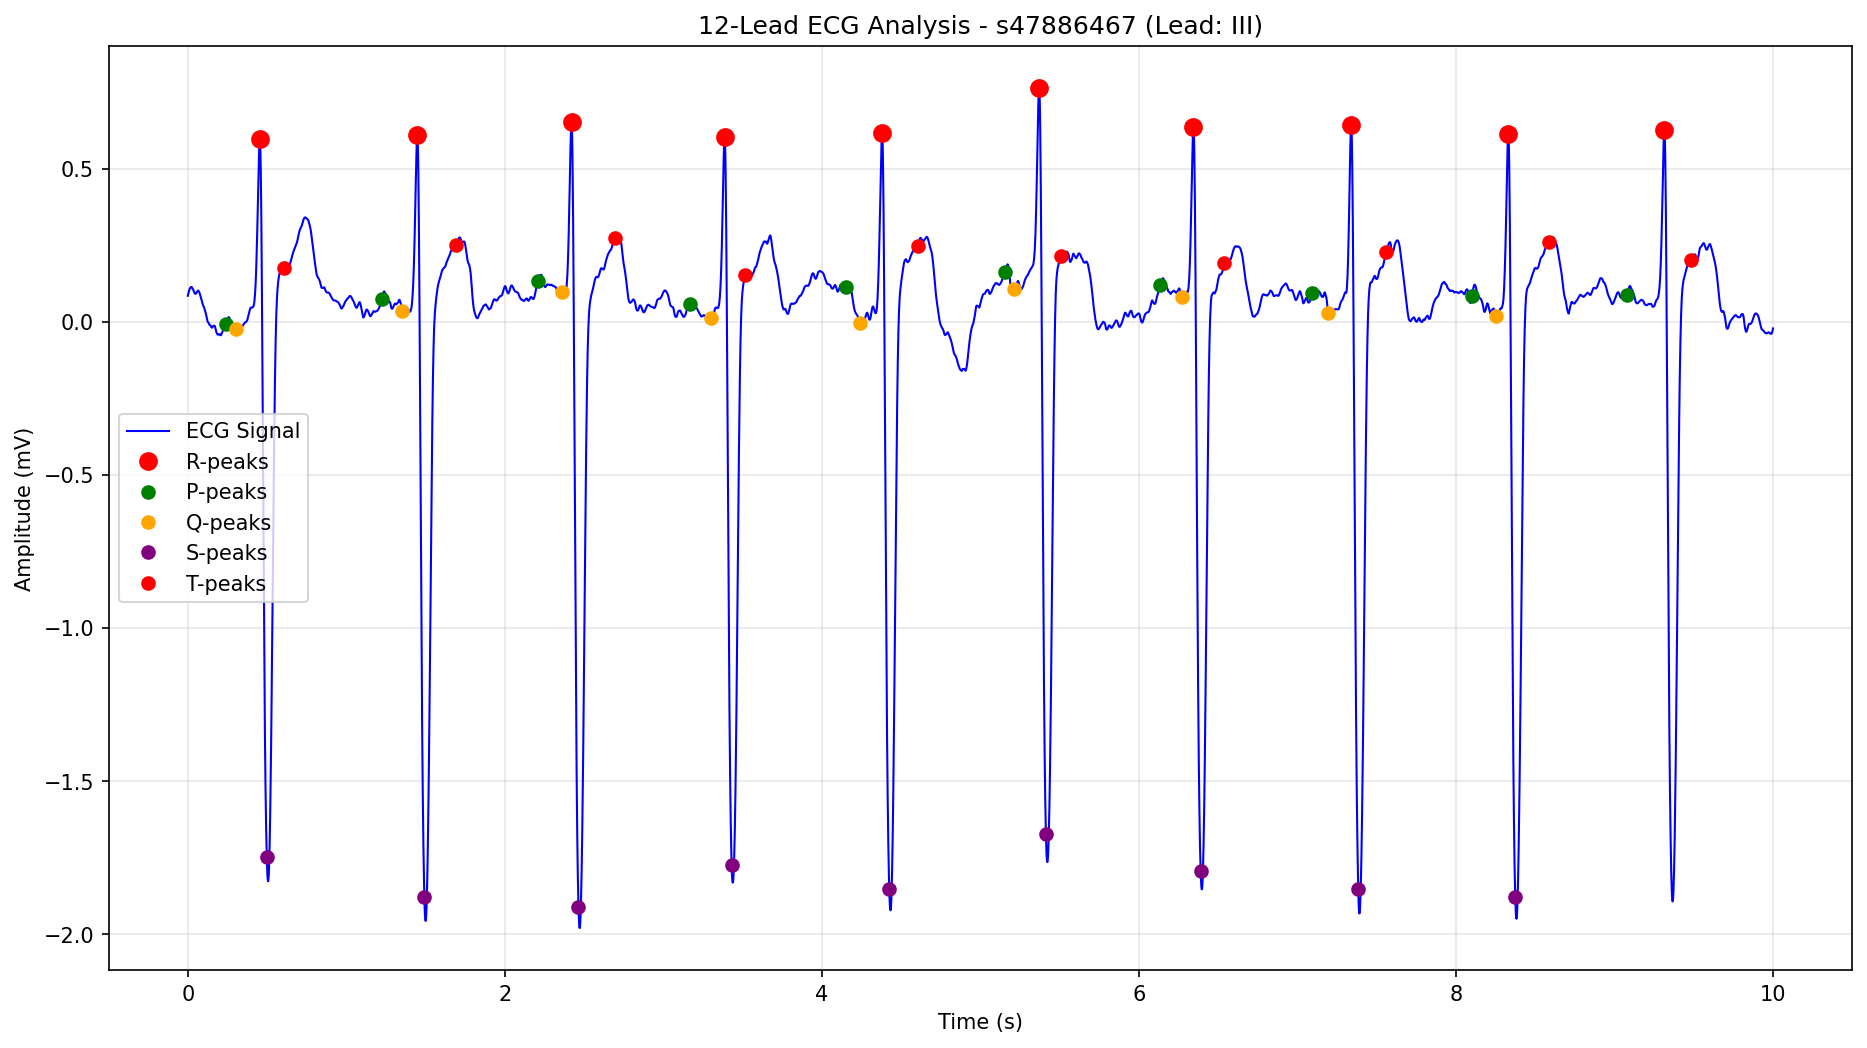 12-Lead ECG Analysis - s47886467 (Lead: III)
Amplitude (mV)
0.5
0.0
−0.5
−1.0
−1.5
−2.0
ECG Signal
R-peaks
P-peaks
Q-peaks
S-peaks
T-peaks
0 2 4 6 8 10
Time (s)